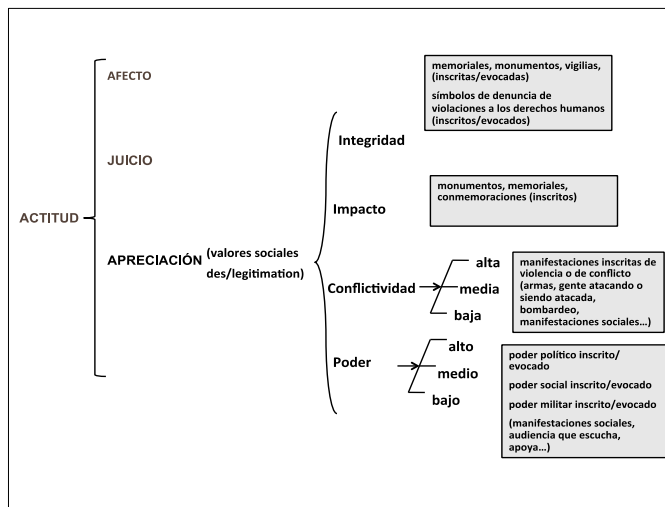 ACTITUD
AFECTO
JUICIO
APRECIACIÓN
(valores sociales
des/legitimation)
Integridad
memoriales, monumentos, vigilias,
(inscritas/evocadas)
símbolos de denuncia de
violaciones a los derechos humanos
(inscritos/evocados)
Impacto
monumentos, memoriales,
conmemoraciones (inscritos)
Conflictividad
alta
media
baja
manifestaciones inscritas de
violencia o de conflicto
(armas, gente atacando o
siendo atacada,
bombardeo,
manifestaciones sociales...)
Poder
alto
medio
bajo
poder político inscrito/
evocado
poder social inscrito/evocado
poder militar inscrito/evocado
(manifestaciones sociales,
audiencia que escucha,
apoya...)